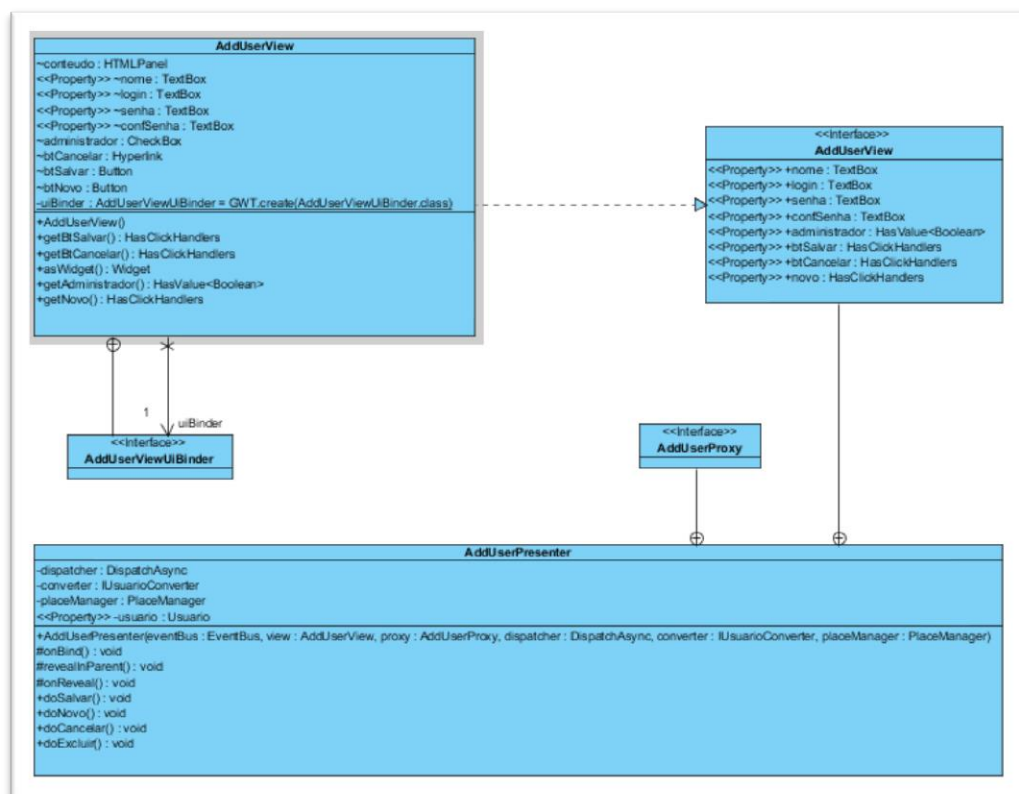 AddUserView
~conteudo : HTMLPanel
<<Property>> ~nome : TextBox
<<Property>> ~login : TextBox
<<Property>> ~senha : TextBox
<<Property>> ~confSenha : TextBox
~administrador : CheckBox
~btCancelar : Hyperlink
~btSalvar : Button
~btNovo : Button
-uiBinder : AddUserViewUiBinder = GWT.create(AddUserViewUiBinder.class)
+AddUserView()
+getBtSalvar() : HasClickHandlers
+getBtCancelar() : HasClickHandlers
+asWidget() : Widget
+getAdministrador() : HasValue<Boolean>
+getNovo() : HasClickHandlers
<<Interface>>
AddUserView
<<Property>> +nome : TextBox
<<Property>> +login : TextBox
<<Property>> +senha : TextBox
<<Property>> +confSenha : TextBox
<<Property>> +administrador : HasValue<Boolean>
<<Property>> +btSalvar : HasClickHandlers
<<Property>> +btCancelar : HasClickHandlers
<<Property>> +novo : HasClickHandlers
1
uiBinder
<<Interface>>
AddUserViewUiBinder
<<Interface>>
AddUserProxy
AddUserPresenter
-dispatcher : DispatchAsync
-converter : IUsuarioConverter
-placeManager : PlaceManager
<<Property>> -usuario : Usuario
+AddUserPresenter(eventBus : EventBus, view : AddUserView, proxy : AddUserProxy, dispatcher : DispatchAsync, converter : IUsuarioConverter, placeManager : PlaceManager)
#onBind() : void
#revealInParent() : void
#onReveal() : void
+doSalvar() : void
+doNovo() : void
+doCancelar() : void
+doExcluir() : void